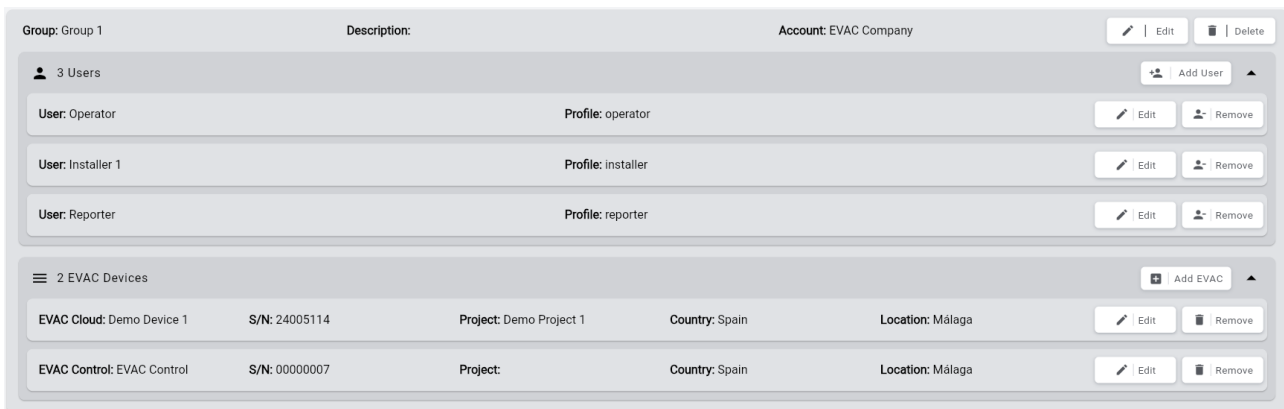 Group: Group 1 Description: Account: EVAC Company Edit Delete
3 Users Add User
User: Operator Profile: operator Edit Remove
User: Installer 1 Profile: installer Edit Remove
User: Reporter Profile: reporter Edit Remove
2 EVAC Devices Add EVAC
EVAC Cloud: Demo Device 1 S/N: 24005114 Project: Demo Project 1 Country: Spain Location: Málaga Edit Remove
EVAC Control: EVAC Control S/N: 00000007 Project: Country: Spain Location: Málaga Edit Remove